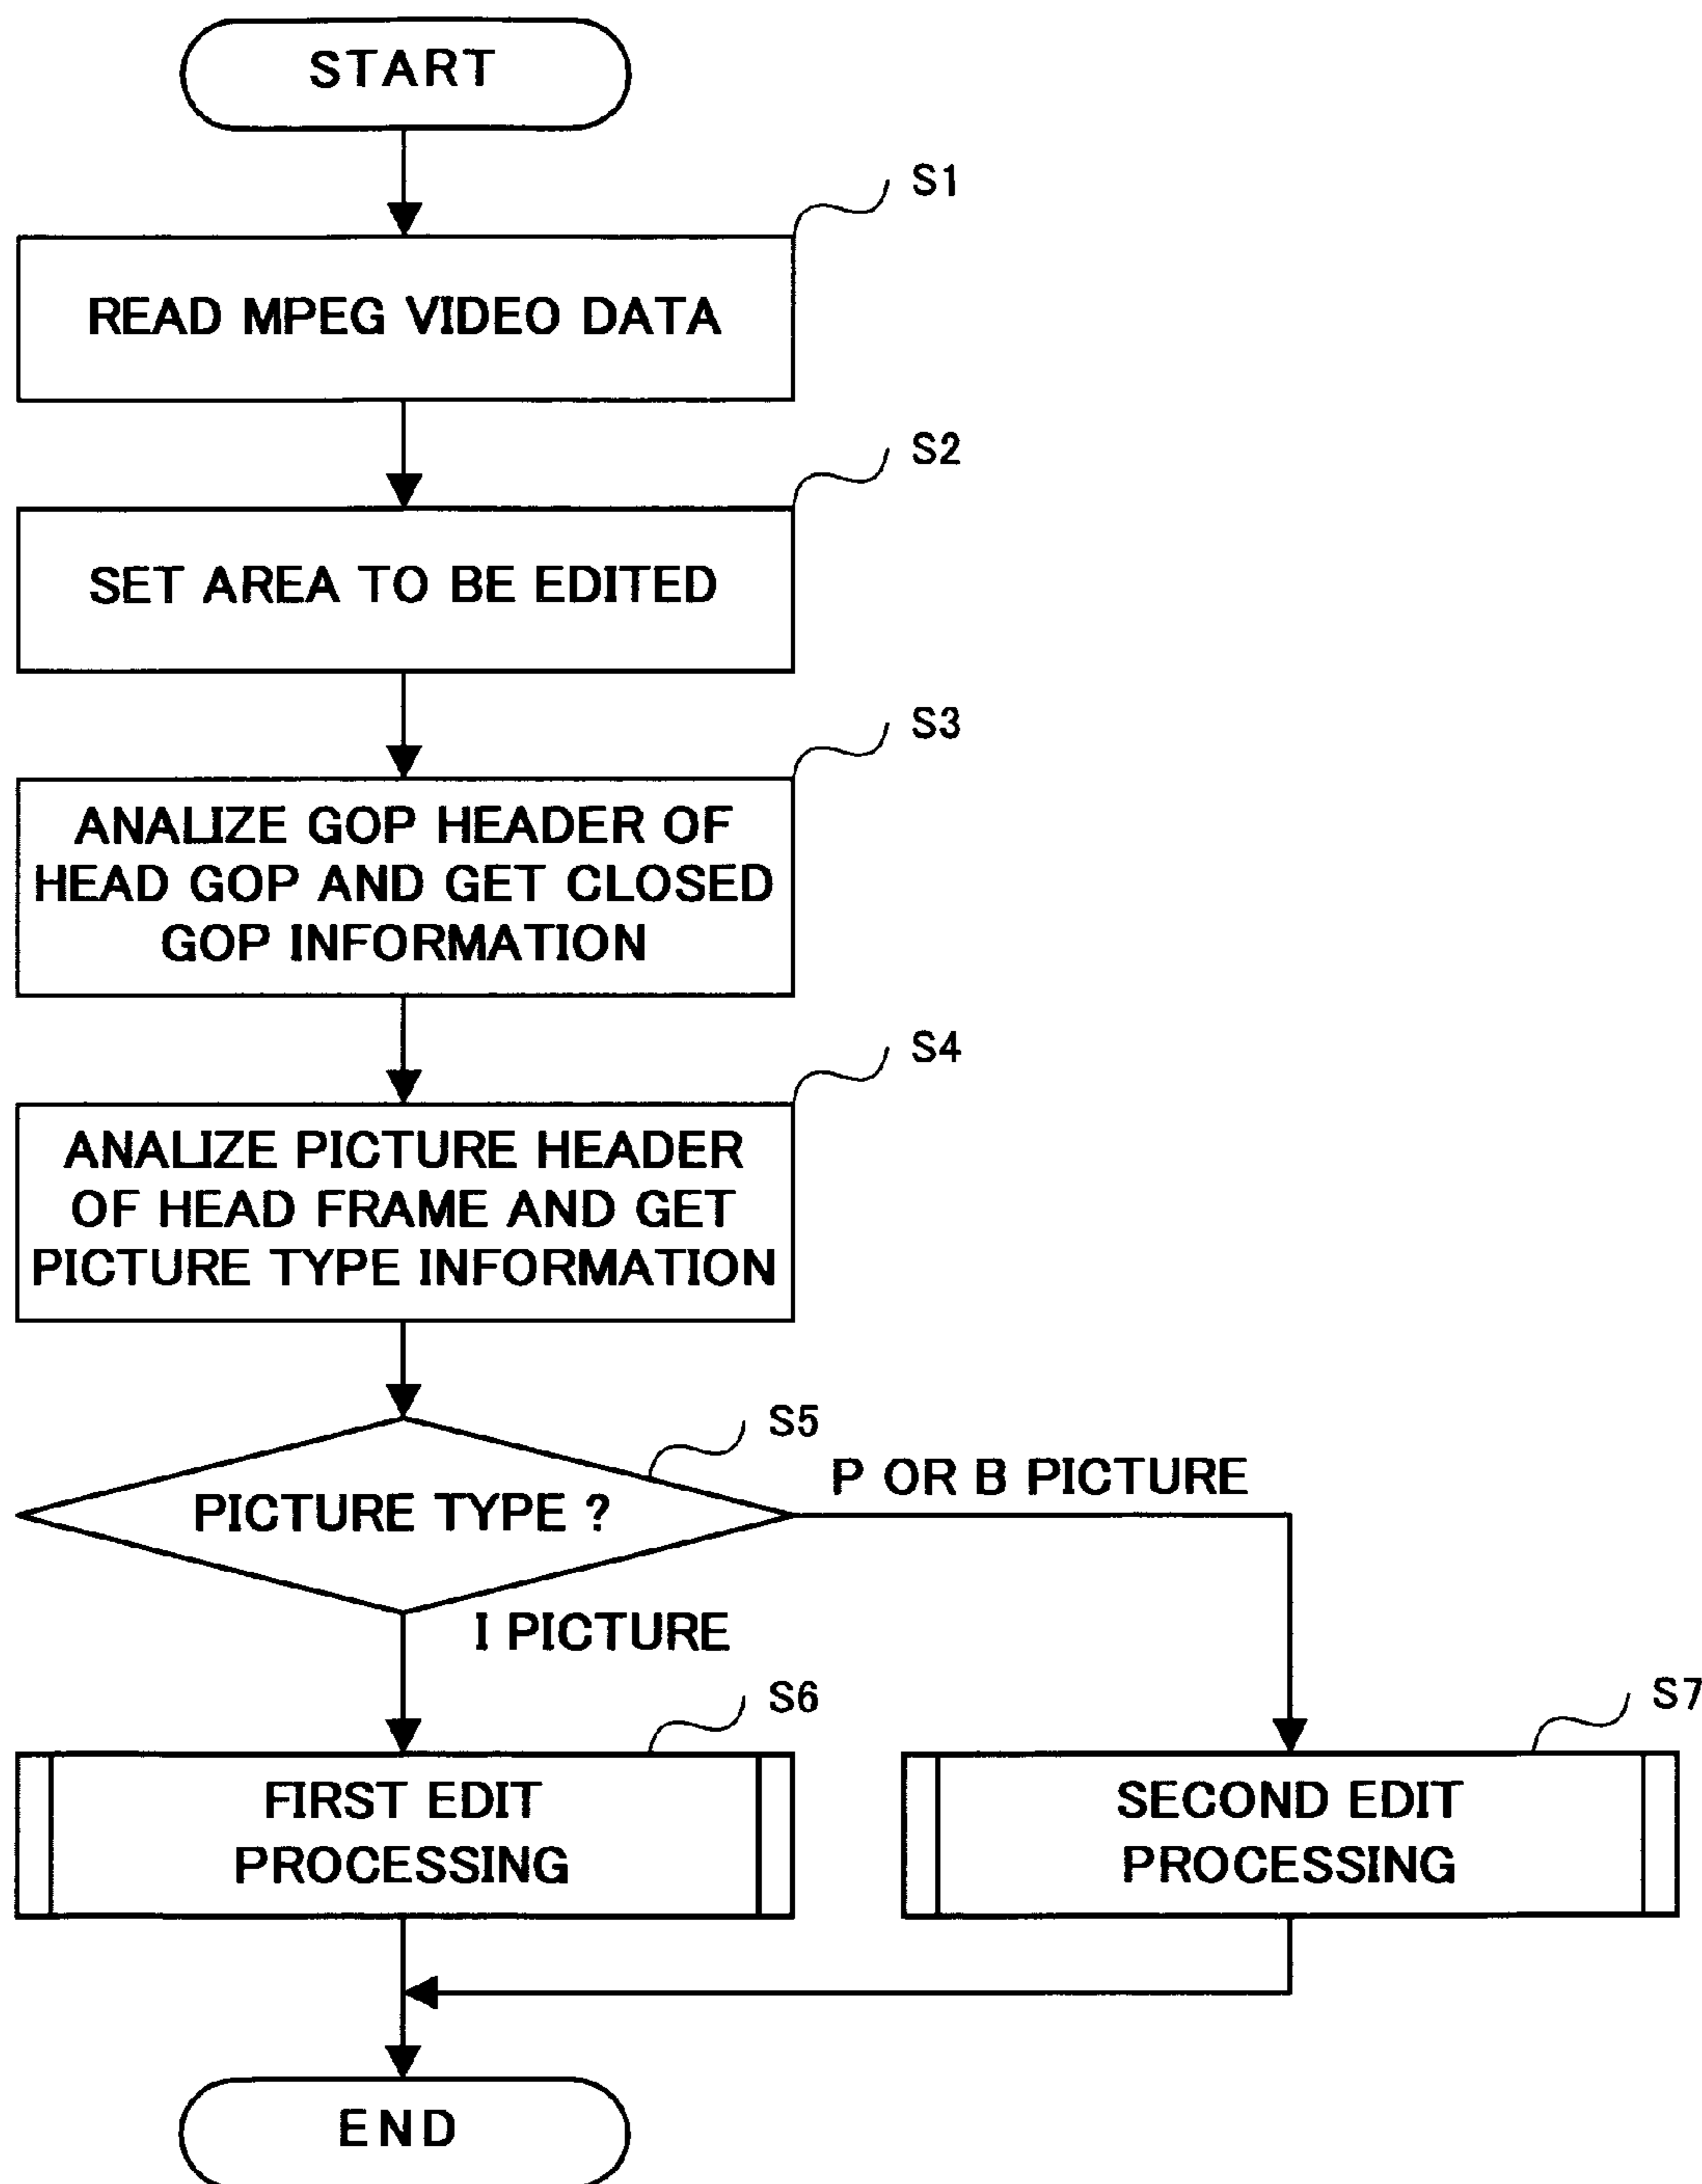 START
S1
READ MPEG VIDEO DATA
S2
SET AREA TO BE EDITED
S3
ANALIZE GOP HEADER OF
HEAD GOP AND GET CLOSED
GOP INFORMATION
S4
ANALIZE PICTURE HEADER
OF HEAD FRAME AND GET
PICTURE TYPE INFORMATION
S5
PICTURE TYPE ?
P OR B PICTURE
I PICTURE
S6
FIRST EDIT
PROCESSING
S7
SECOND EDIT
PROCESSING
END